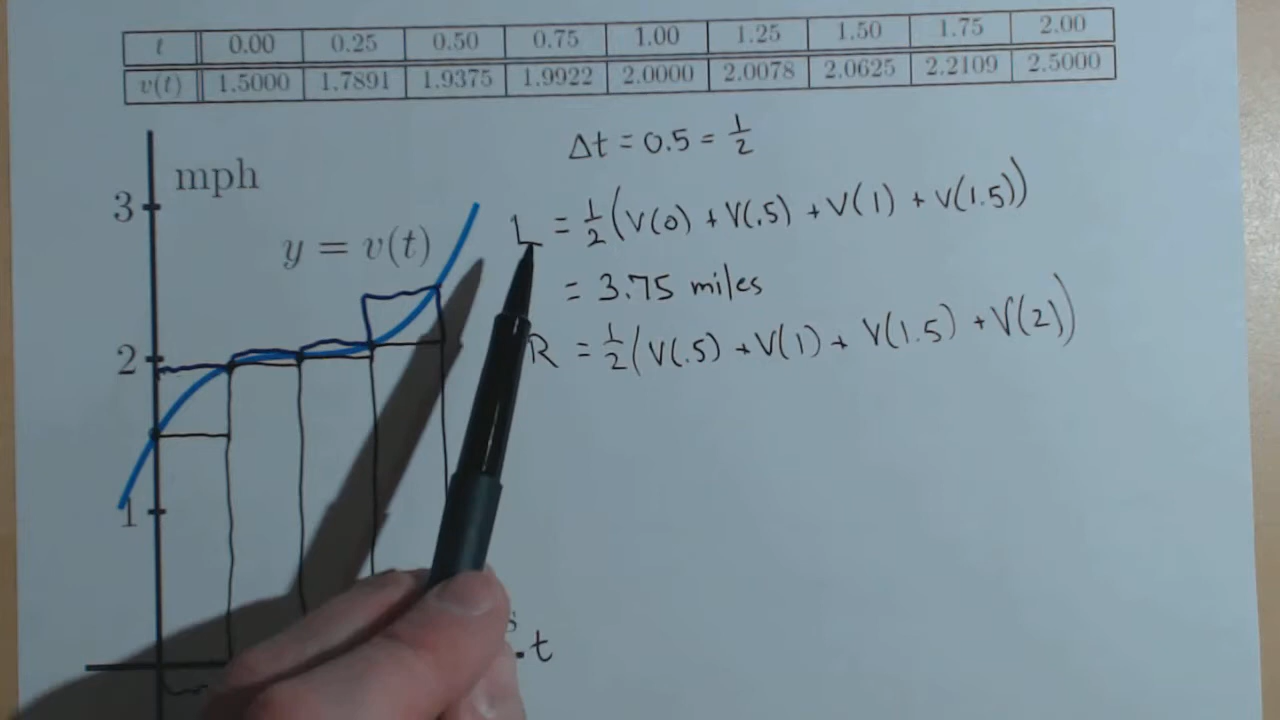 t 0.00 0.25 0.50 0.75 1.00 1.25 1.50 1.75 2.00
v(t) 1.5000 1.7891 1.9375 1.9922 2.0000 2.0078 2.0625 2.2109 2.5000
Δt = 0.5 = 1/2
mph
3
y = v(t)
L = 1/2 (V(0) + V(.5) + V(1) + V(1.5))
= 3.75 miles
R = 1/2 (V(.5) + V(1) + V(1.5) + V(2))
2
1
t